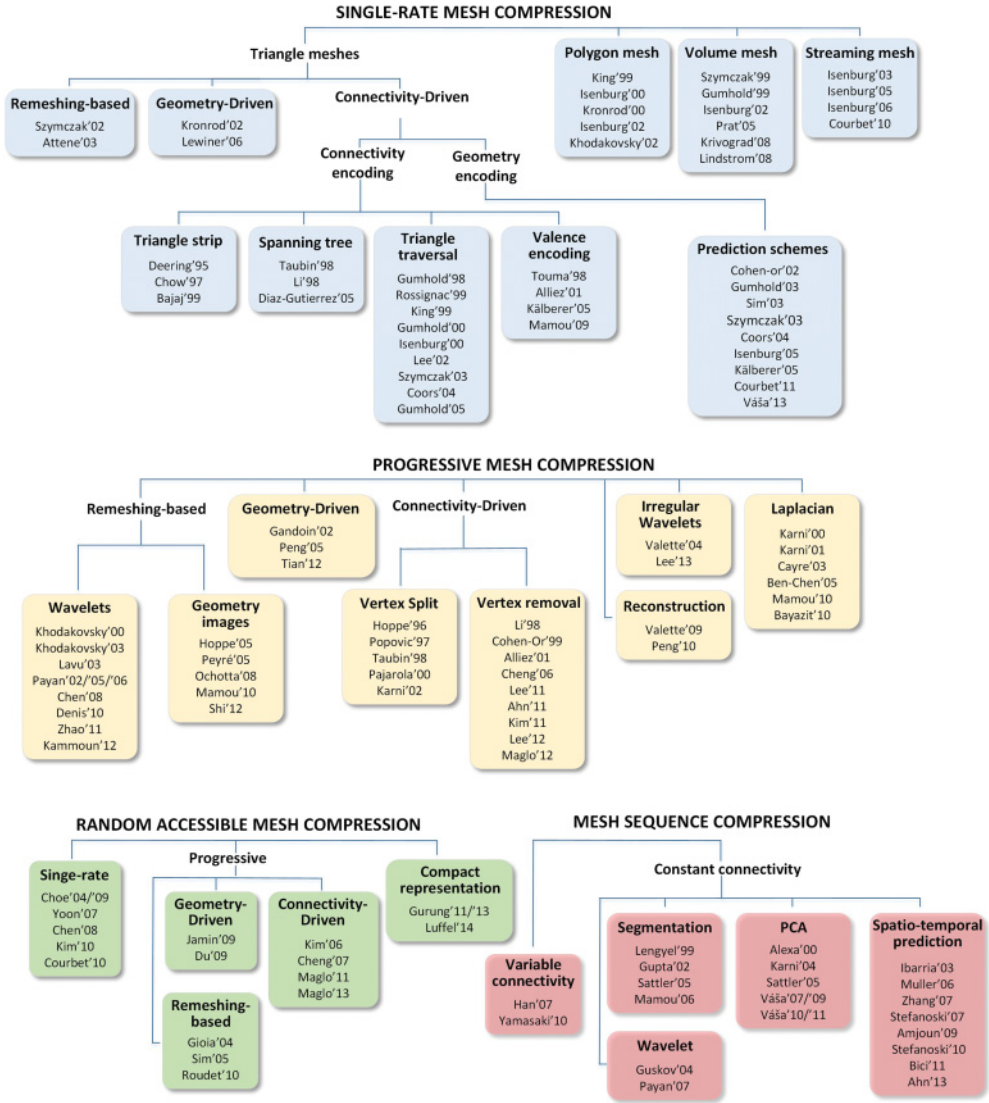 SINGLE-RATE MESH COMPRESSION
Triangle meshes
Remeshing-based
Szymczak'02
Attene'03
Geometry-Driven
Kronrod'02
Lewiner'06
Connectivity-Driven
Polygon mesh
King'99
Isenburg'00
Kronrod'00
Isenburg'02
Khodakovsky'02
Volume mesh
Szymczak'99
Gumhold'99
Isenburg'02
Prat'05
Krivograd'08
Lindstrom'08
Streaming mesh
Isenburg'03
Isenburg'05
Isenburg'06
Courbet'10
Connectivity
encoding
Geometry
encoding
Triangle strip
Deering'95
Chow'97
Bajaj'99
Spanning tree
Taubin'98
Li'98
Diaz-Gutierrez'05
Triangle
traversal
Gumhold'98
Rossignac'99
King'99
Gumhold'00
Isenburg'00
Lee'02
Szymczak'03
Coors'04
Gumhold'05
Valence
encoding
Touma'98
Alliez'01
Kälberer'05
Mamou'09
Prediction schemes
Cohen-or'02
Gumhold'03
Sim'03
Szymczak'03
Coors'04
Isenburg'05
Kälberer'05
Courbet'11
Váša'13
PROGRESSIVE MESH COMPRESSION
Remeshing-based
Geometry-Driven
Gandoin'02
Peng'05
Tian'12
Connectivity-Driven
Irregular
Wavelets
Valette'04
Lee'13
Laplacian
Karni'00
Karni'01
Cayre'03
Ben-Chen'05
Mamou'10
Bayazit'10
Wavelets
Khodakovsky'00
Khodakovsky'03
Lavu'03
Payan'02/'05/'06
Chen'08
Denis'10
Zhao'11
Kammoun'12
Geometry
images
Hoppe'05
Peyré'05
Ochotta'08
Mamou'10
Shi'12
Vertex Split
Hoppe'96
Popovic'97
Taubin'98
Pajarola'00
Karni'02
Vertex removal
Li'98
Cohen-Or'99
Alliez'01
Cheng'06
Lee'11
Ahn'11
Kim'11
Lee'12
Maglo'12
Reconstruction
Valette'09
Peng'10
RANDOM ACCESSIBLE MESH COMPRESSION
Singe-rate
Choe'04/'09
Yoon'07
Chen'08
Kim'10
Courbet'10
Progressive
Geometry-
Driven
Jamin'09
Du'09
Connectivity-
Driven
Kim'06
Cheng'07
Maglo'11
Maglo'13
Remeshing-
based
Gioia'04
Sim'05
Roudet'10
Compact
representation
Gurung'11/'13
Luffel'14
MESH SEQUENCE COMPRESSION
Constant connectivity
Variable
connectivity
Han'07
Yamasaki'10
Segmentation
Lengyel'99
Gupta'02
Sattler'05
Mamou'06
Wavelet
Guskov'04
Payan'07
PCA
Alexa'00
Karni'04
Sattler'05
Váša'07/'09
Váša'10/'11
Spatio-temporal
prediction
Ibarria'03
Muller'06
Zhang'07
Stefanoski'07
Amjoun'09
Stefanoski'10
Bici'11
Ahn'13